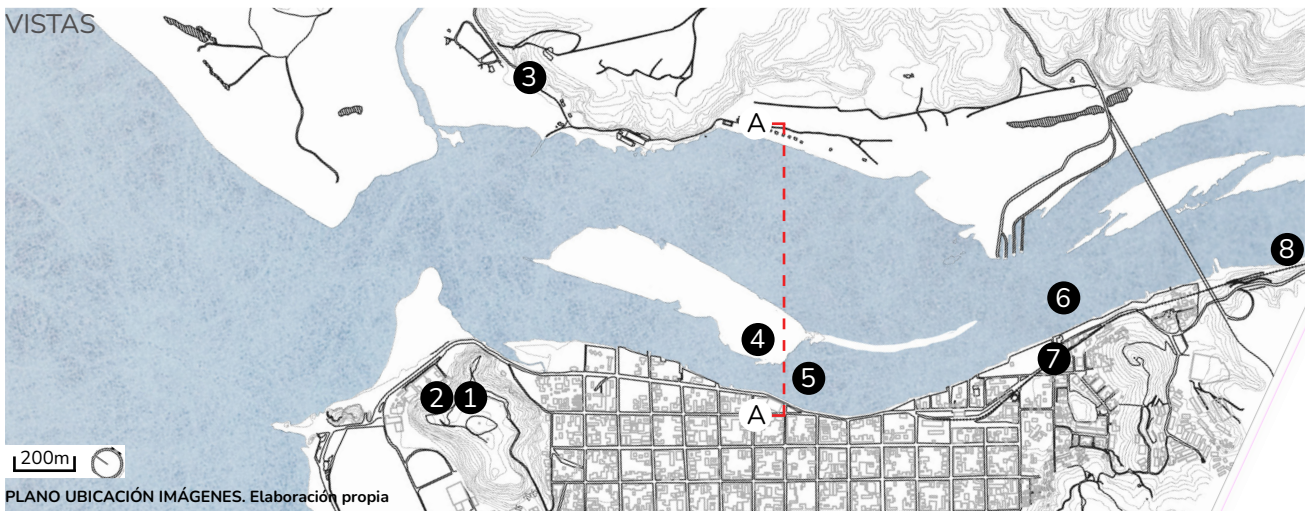 VISTAS
3
A
8
6
4
7
5
2 1
A
200m
PLANO UBICACIÓN IMÁGENES. Elaboración propia